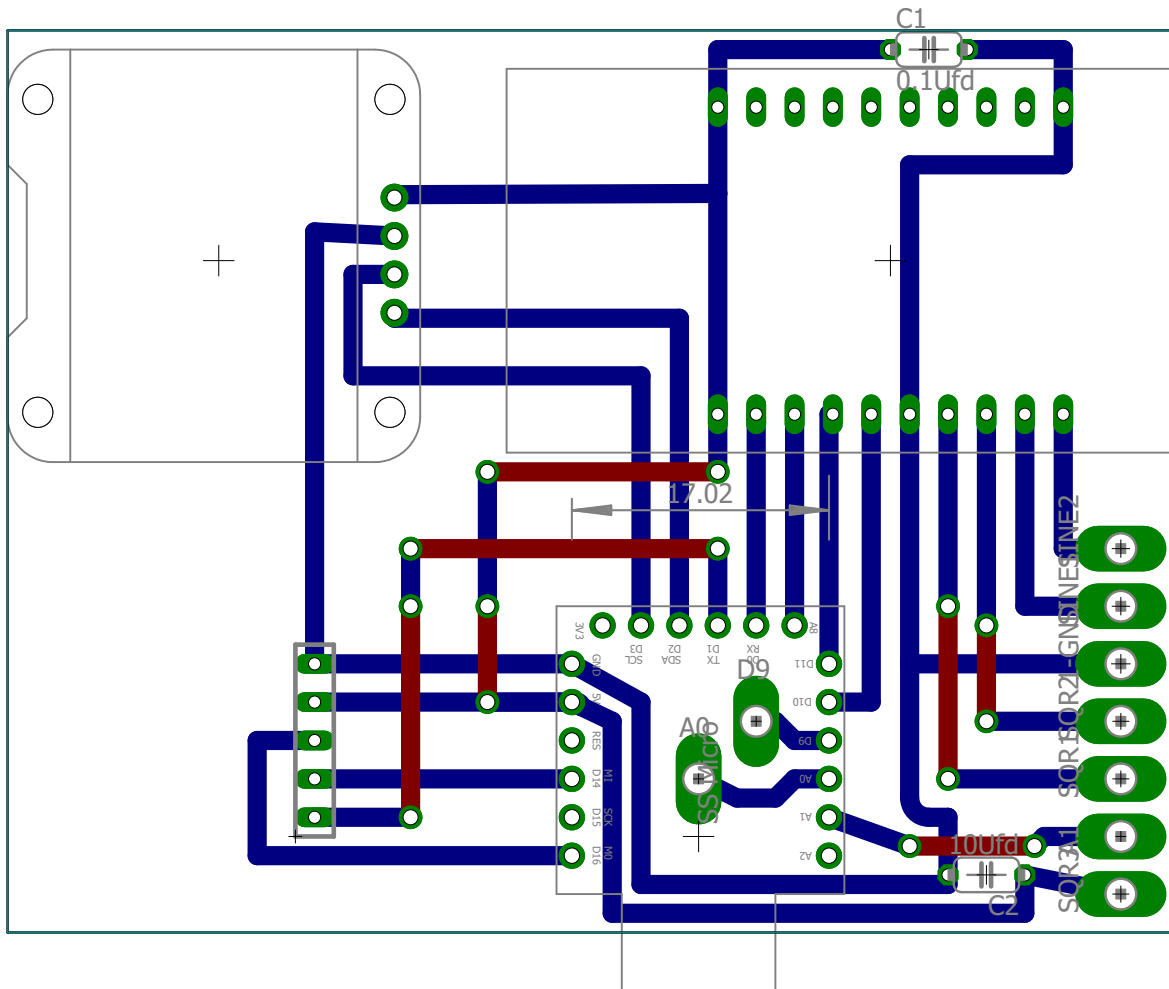 C1
0.1Ufd
17.02
3V3
D3
SCL
D2
SDA
D1
TX
D0
RX
A8
GND
5V
RES
D14
MI
D15
SCK
D16
M0
D11
D10
D9
A0
A1
A2
D9
A0
SS Micro
SINE2
SINE1
-GND
SQR2
SQR1
A1
SQR3
10Ufd
C2